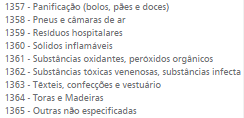 1357 - Panificação (bolos, pães e doces)
1358 - Pneus e câmaras de ar
1359 - Resíduos hospitalares
1360 - Sólidos inflamáveis
1361 - Substâncias oxidantes, peróxidos orgânicos
1362 - Substâncias tóxicas venenosas, substâncias infecta
1363 - Têxteis, confecções e vestuário
1364 - Toras e Madeiras
1365 - Outras não especificadas